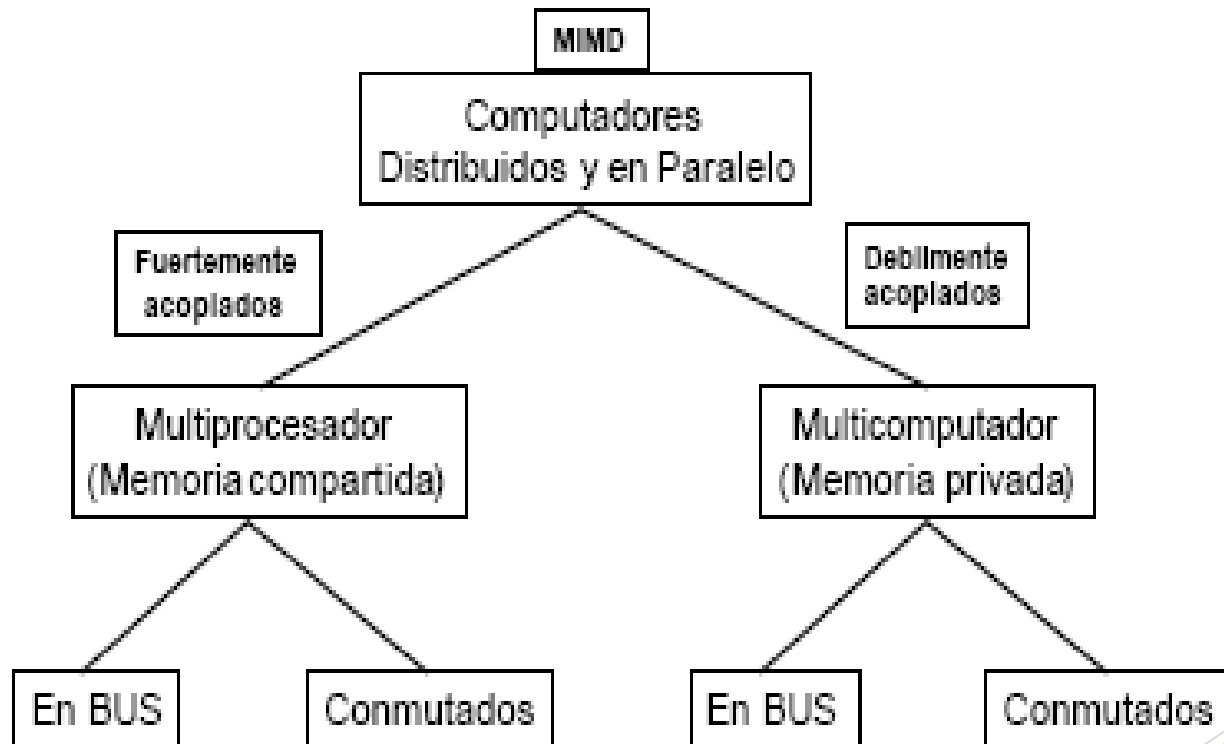 MIMD
Computadores
Distribuidos y en Paralelo
Fuertemente
acoplados
Debilmente
acoplados
Multiprocesador
(Memoria compartida)
Multicomputador
(Memoria privada)
En BUS
Conmutados
En BUS
Conmutados